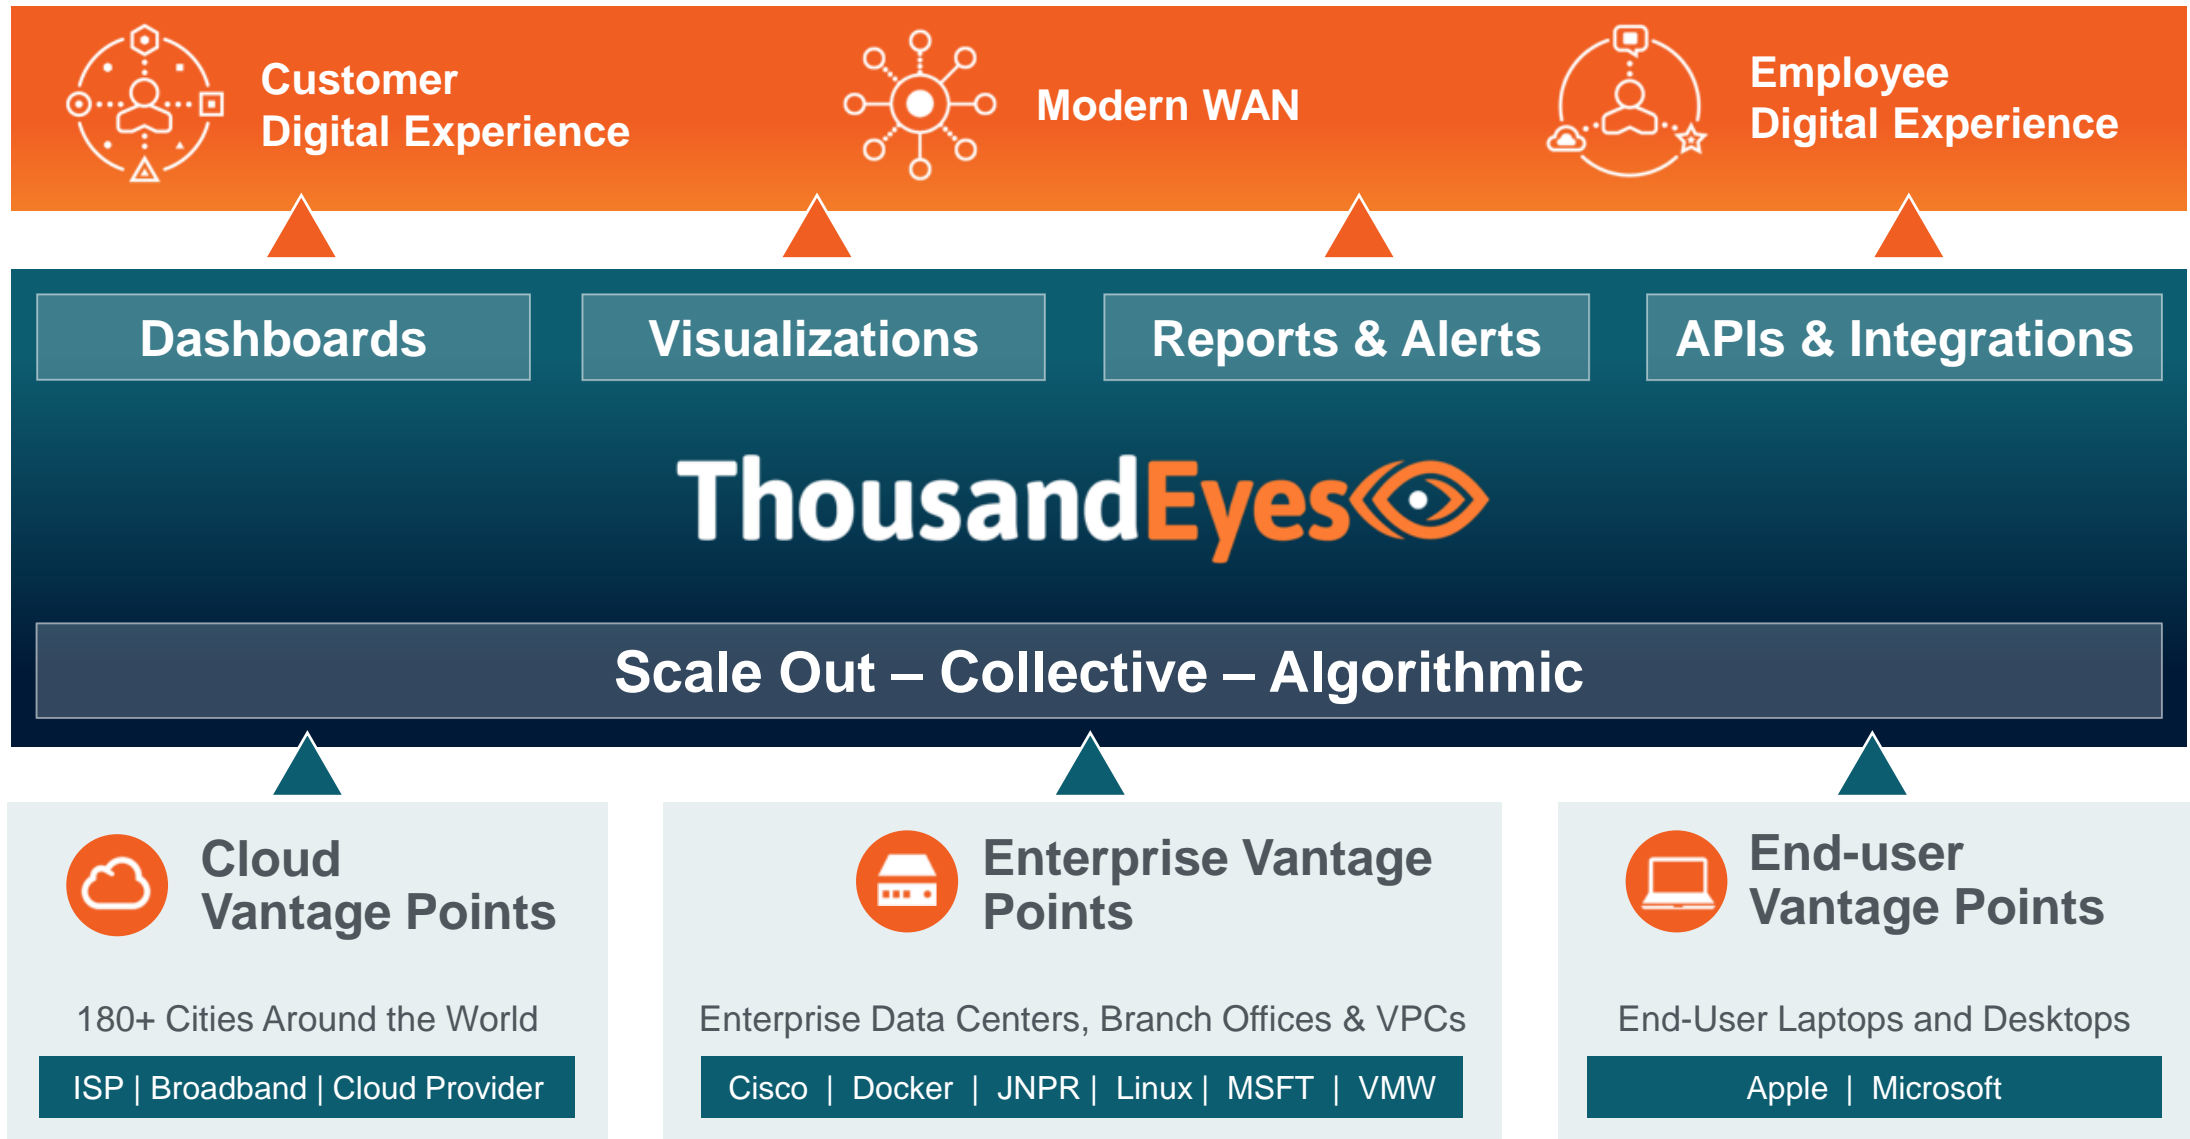 Customer
Digital Experience
Modern WAN
Employee
Digital Experience
Dashboards
Visualizations
Reports & Alerts
APIs & Integrations
ThousandEyes
Scale Out – Collective – Algorithmic
Cloud
Vantage Points
180+ Cities Around the World
ISP | Broadband | Cloud Provider
Enterprise Vantage
Points
Enterprise Data Centers, Branch Offices & VPCs
Cisco | Docker | JNPR | Linux | MSFT | VMW
End-user
Vantage Points
End-User Laptops and Desktops
Apple | Microsoft